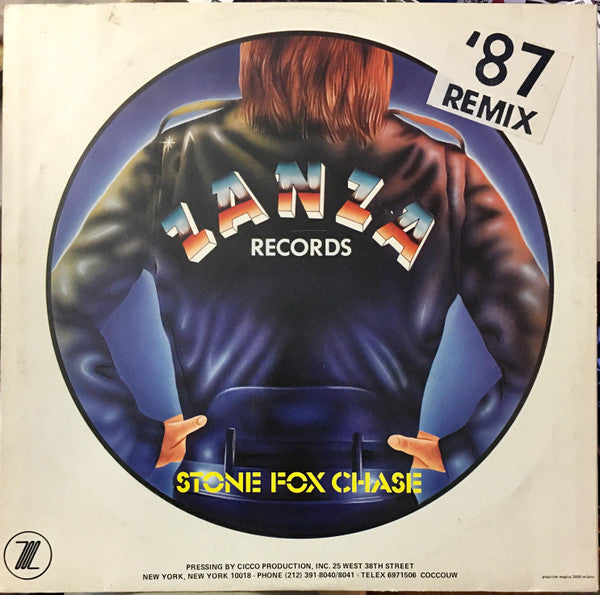 '87
REMIX
ZANZA
RECORDS
STONE FOX CHASE
PRESSING BY CICCO PRODUCTION, INC. 25 WEST 38TH STREET
NEW YORK, NEW YORK 10018 - PHONE (212) 391-8040/8041 - TELEX 6971506 COCCOUW